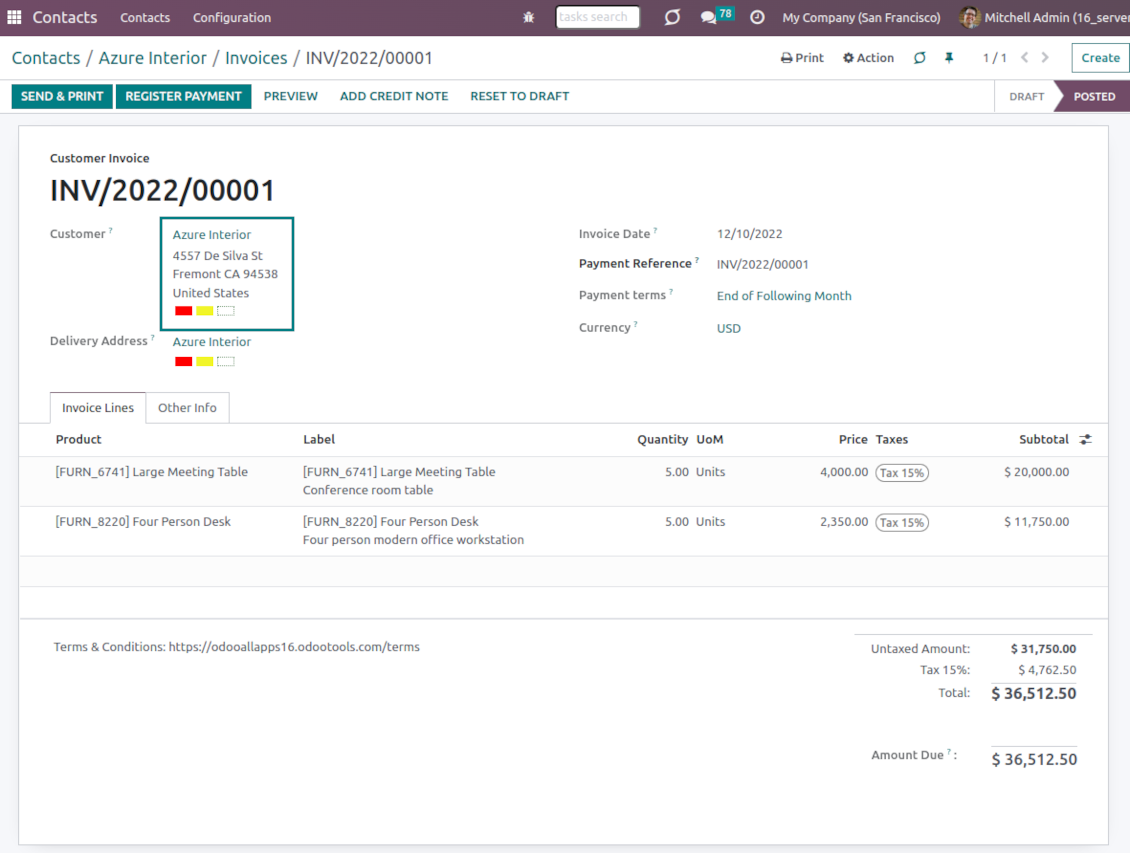 Contacts Contacts Configuration tasks search 78 My Company (San Francisco) Mitchell Admin (16_server
Contacts / Azure Interior / Invoices / INV/2022/00001 Print Action 1 / 1 Create
SEND & PRINT REGISTER PAYMENT PREVIEW ADD CREDIT NOTE RESET TO DRAFT DRAFT POSTED
Customer Invoice
INV/2022/00001
Customer ? Azure Interior
4557 De Silva St
Fremont CA 94538
United States
Delivery Address ? Azure Interior
Invoice Date ? 12/10/2022
Payment Reference ? INV/2022/00001
Payment terms ? End of Following Month
Currency ? USD
Invoice Lines Other Info
Product Label Quantity UoM Price Taxes Subtotal
[FURN_6741] Large Meeting Table [FURN_6741] Large Meeting Table 5.00 Units 4,000.00 Tax 15% $ 20,000.00
Conference room table
[FURN_8220] Four Person Desk [FURN_8220] Four Person Desk 5.00 Units 2,350.00 Tax 15% $ 11,750.00
Four person modern office workstation
Terms & Conditions: https://odooallapps16.odootools.com/terms
Untaxed Amount: $ 31,750.00
Tax 15%: $ 4,762.50
Total: $ 36,512.50
Amount Due ? : $ 36,512.50